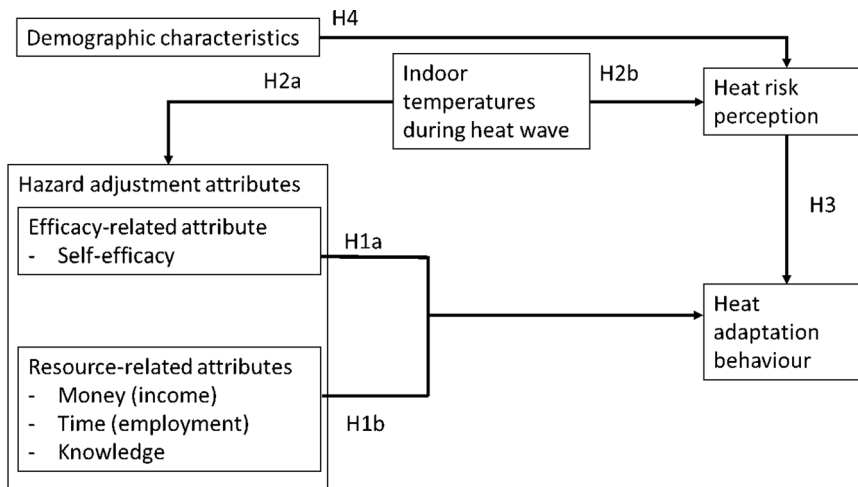 H4
Demographic characteristics
Indoor
temperatures
during heat wave
H2a
H2b
Heat risk
perception
Hazard adjustment attributes
Efficacy-related attribute
- Self-efficacy
H1a
H3
Heat
adaptation
behaviour
Resource-related attributes
- Money (income)
- Time (employment)
- Knowledge
H1b